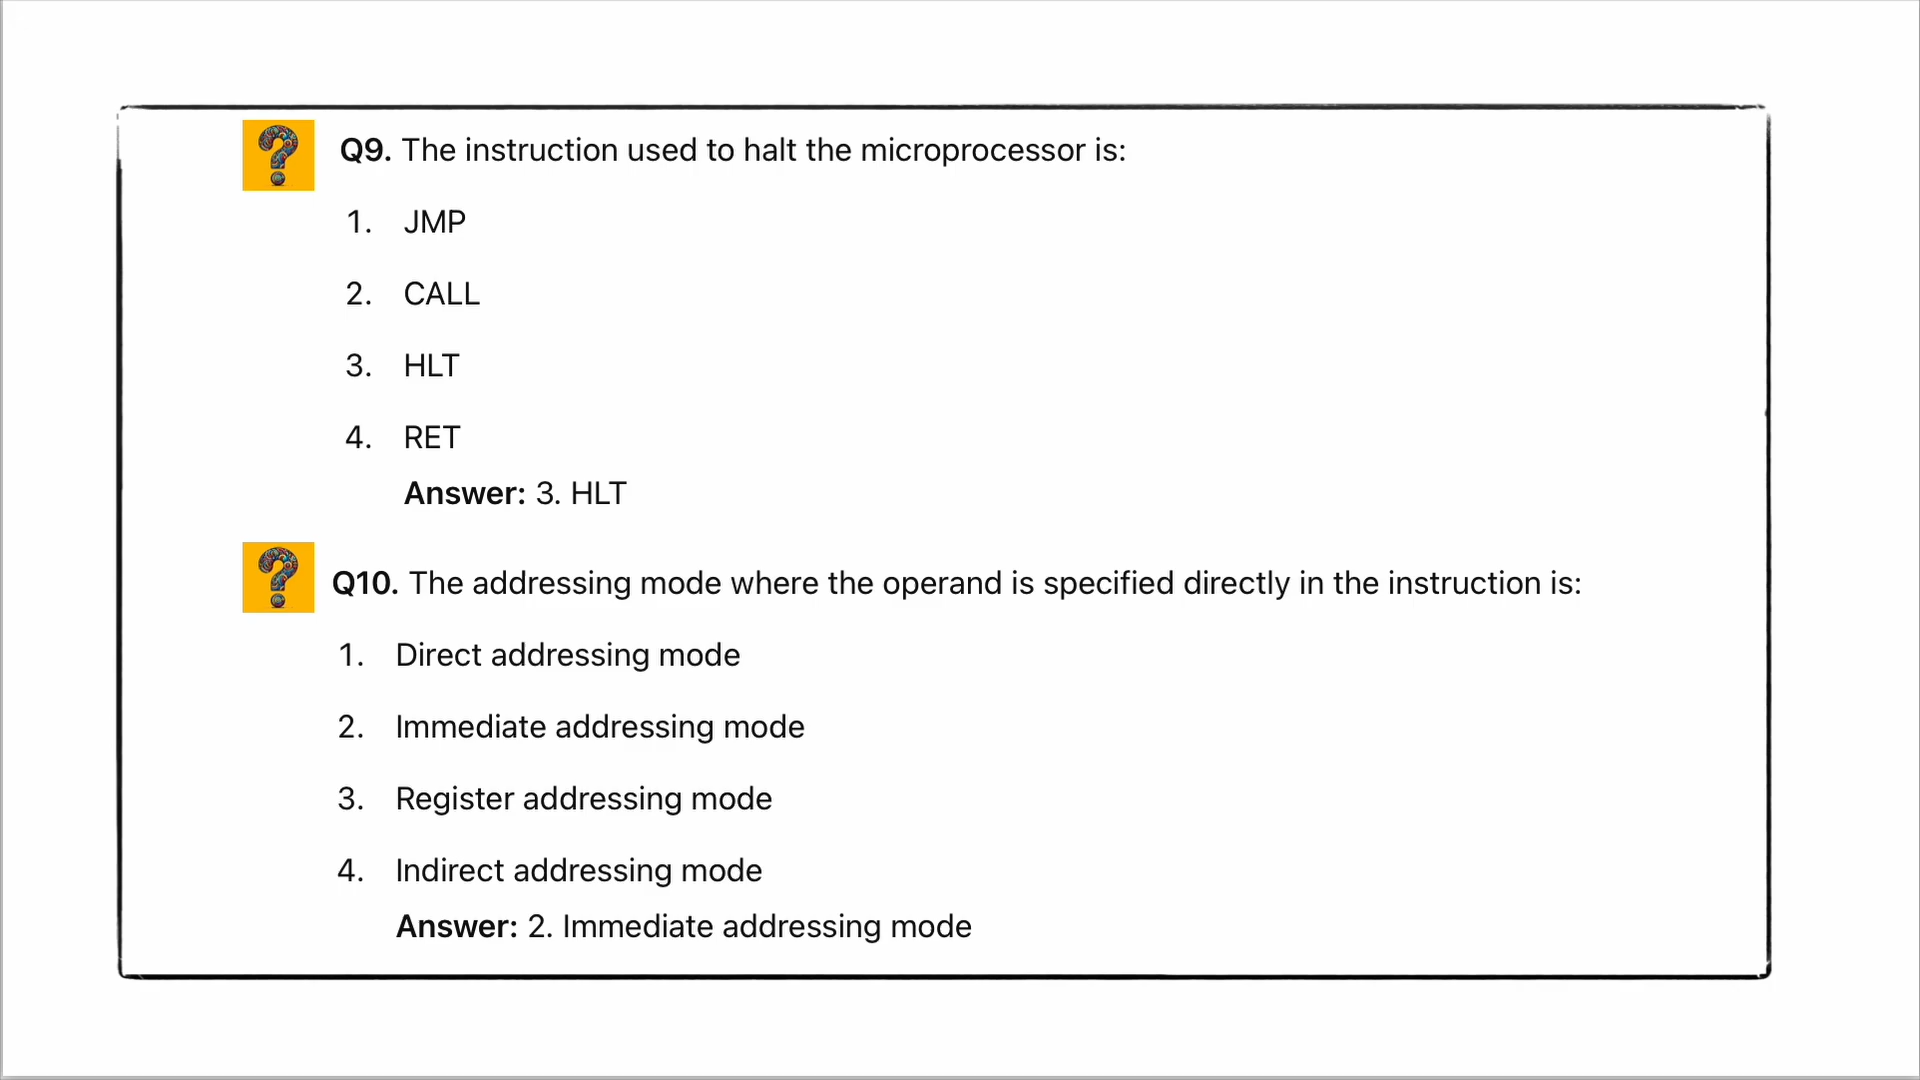 Q9. The instruction used to halt the microprocessor is:
1. JMP
2. CALL
3. HLT
4. RET
Answer: 3. HLT
Q10. The addressing mode where the operand is specified directly in the instruction is:
1. Direct addressing mode
2. Immediate addressing mode
3. Register addressing mode
4. Indirect addressing mode
Answer: 2. Immediate addressing mode